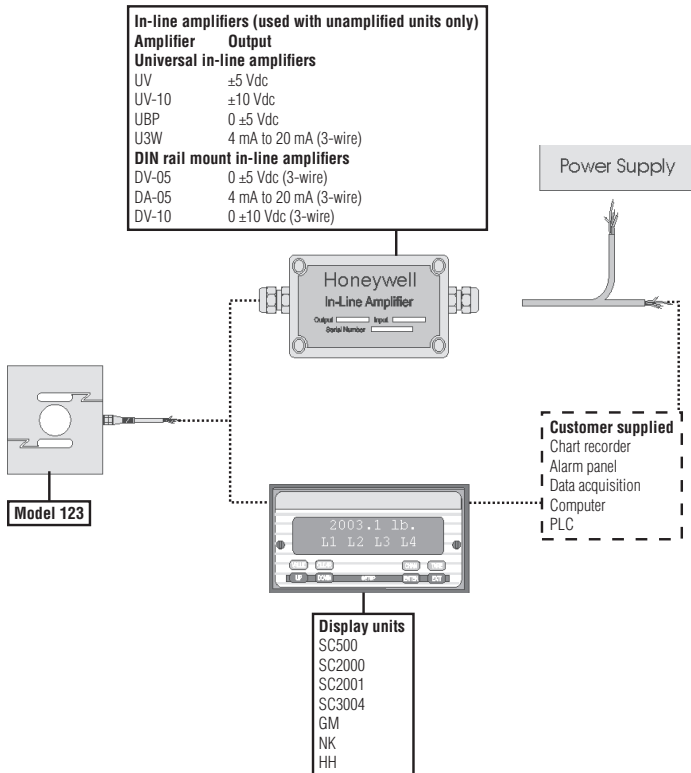 In-line amplifiers (used with unamplified units only)
Amplifier Output
Universal in-line amplifiers
UV ±5 Vdc
UV-10 ±10 Vdc
UBP 0 ±5 Vdc
U3W 4 mA to 20 mA (3-wire)
DIN rail mount in-line amplifiers
DV-05 0 ±5 Vdc (3-wire)
DA-05 4 mA to 20 mA (3-wire)
DV-10 0 ±10 Vdc (3-wire)
Power Supply
Honeywell
In-Line Amplifier
Output Input
Serial Number
Model 123
Customer supplied
Chart recorder
Alarm panel
Data acquisition
Computer
PLC
2003.1 lb.
L1 L2 L3 L4
UP DOWN SETUP ENTER EXIT
Display units
SC500
SC2000
SC2001
SC3004
GM
NK
HH